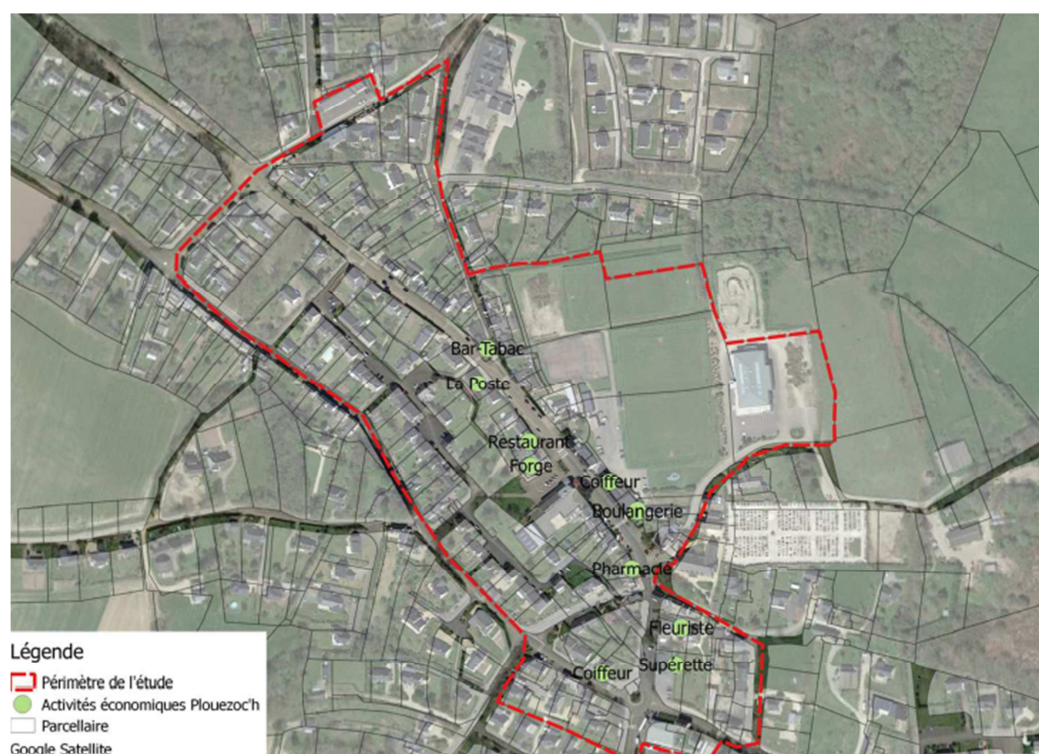 Bar-Tabac
La Poste
Restaurant
Forge
Coiffeur
Boulangerie
Pharmacie
Fleuriste
Supérette
Coiffeur
Légende
Périmètre de l'étude
Activités économiques Plouezoc'h
Parcellaire
Google Satellite